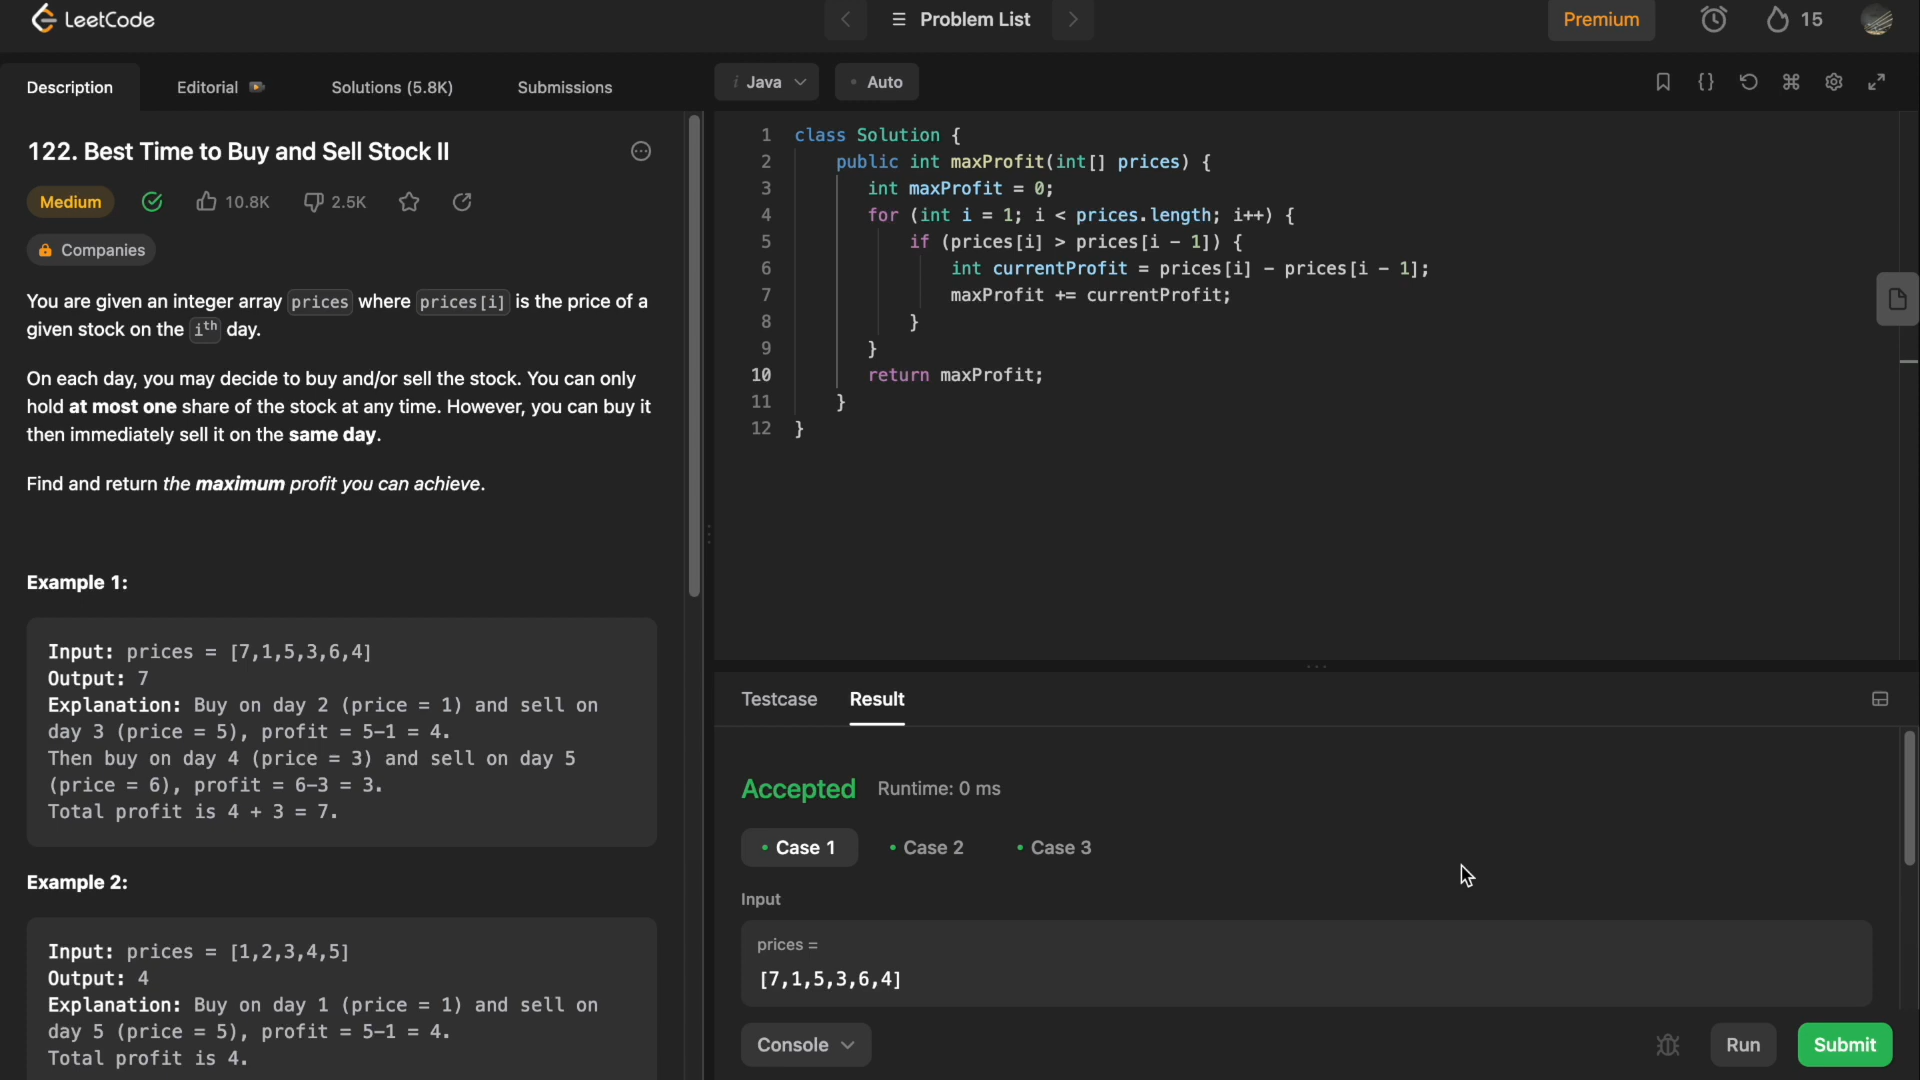 LeetCode
Problem List
Premium
15
Description
Editorial
Solutions (5.8K)
Submissions
122. Best Time to Buy and Sell Stock II
Medium
10.8K
2.5K
Companies
You are given an integer array prices where prices[i] is the price of a
given stock on the ith day.
On each day, you may decide to buy and/or sell the stock. You can only
hold at most one share of the stock at any time. However, you can buy it
then immediately sell it on the same day.
Find and return the maximum profit you can achieve.
Example 1:
Input: prices = [7,1,5,3,6,4]
Output: 7
Explanation: Buy on day 2 (price = 1) and sell on
day 3 (price = 5), profit = 5-1 = 4.
Then buy on day 4 (price = 3) and sell on day 5
(price = 6), profit = 6-3 = 3.
Total profit is 4 + 3 = 7.
Example 2:
Input: prices = [1,2,3,4,5]
Output: 4
Explanation: Buy on day 1 (price = 1) and sell on
day 5 (price = 5), profit = 5-1 = 4.
Total profit is 4.
i Java
Auto
1 class Solution {
2 public int maxProfit(int[] prices) {
3 int maxProfit = 0;
4 for (int i = 1; i < prices.length; i++) {
5 if (prices[i] > prices[i - 1]) {
6 int currentProfit = prices[i] - prices[i - 1];
7 maxProfit += currentProfit;
8 }
9 }
10 return maxProfit;
11 }
12 }
Testcase
Result
Accepted
Runtime: 0 ms
Case 1
Case 2
Case 3
Input
prices =
[7,1,5,3,6,4]
Console
Run
Submit